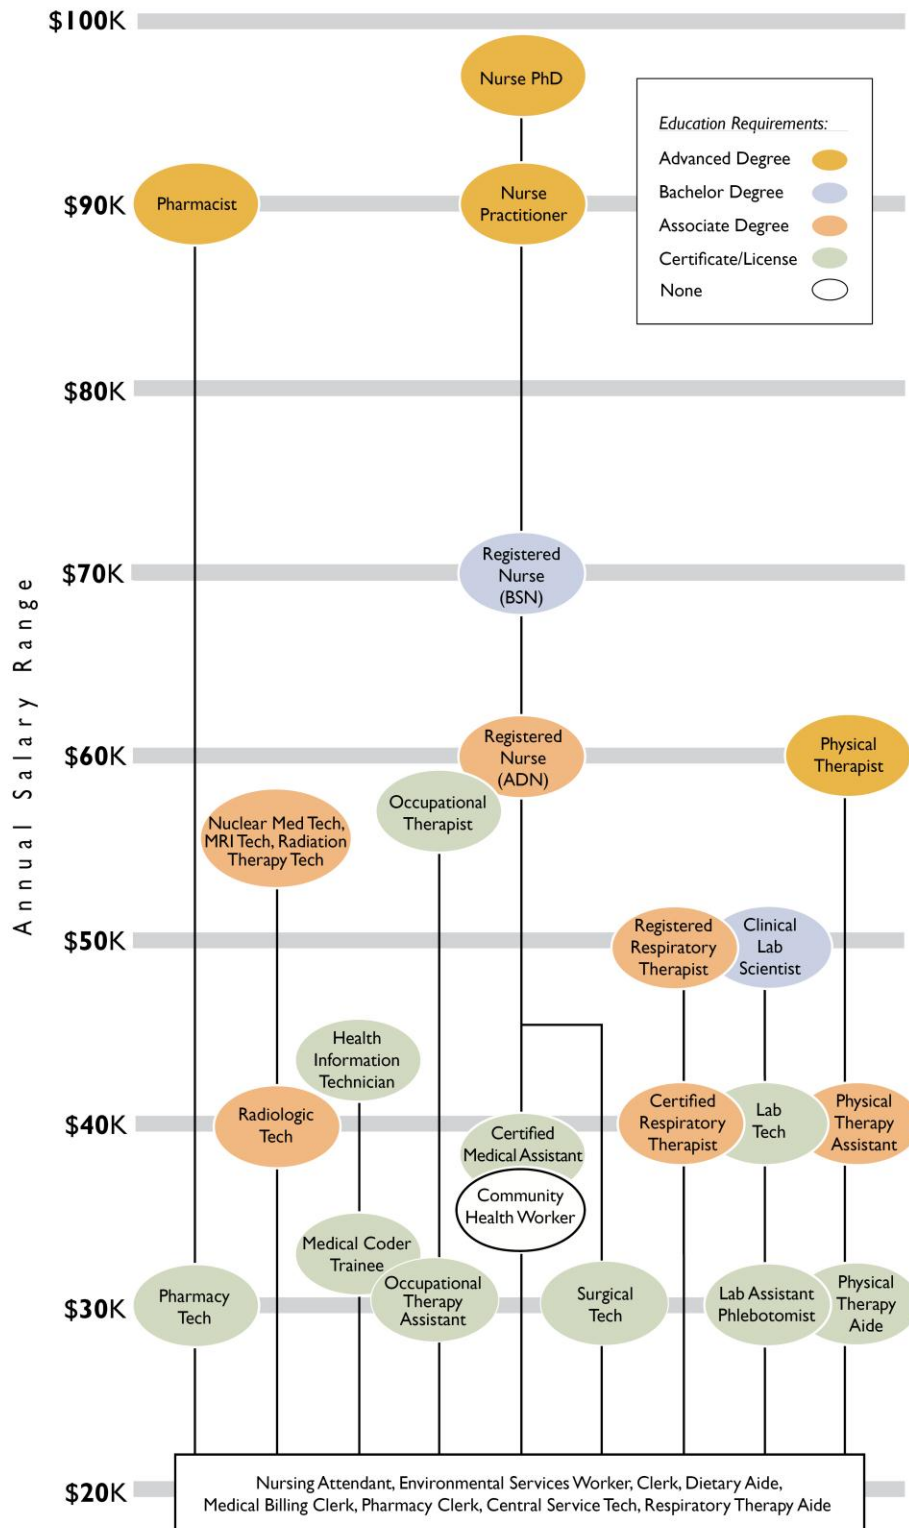 $100K
Nurse PhD
Education Requirements:
Advanced Degree
Bachelor Degree
Associate Degree
Certificate/License
None
$90K
Pharmacist
Nurse
Practitioner
$80K
Annual Salary Range
$70K
Registered
Nurse
(BSN)
$60K
Registered
Nurse
(ADN)
Physical
Therapist
Occupational
Therapist
Nuclear Med Tech,
MRI Tech, Radiation
Therapy Tech
$50K
Registered
Respiratory
Therapist
Clinical
Lab
Scientist
Health
Information
Technician
$40K
Radiologic
Tech
Certified
Medical Assistant
Certified
Respiratory
Therapist
Lab
Tech
Physical
Therapy
Assistant
Community
Health Worker
Medical Coder
Trainee
$30K
Pharmacy
Tech
Occupational
Therapy
Assistant
Surgical
Tech
Lab Assistant
Phlebotomist
Physical
Therapy
Aide
$20K
Nursing Attendant, Environmental Services Worker, Clerk, Dietary Aide,
Medical Billing Clerk, Pharmacy Clerk, Central Service Tech, Respiratory Therapy Aide